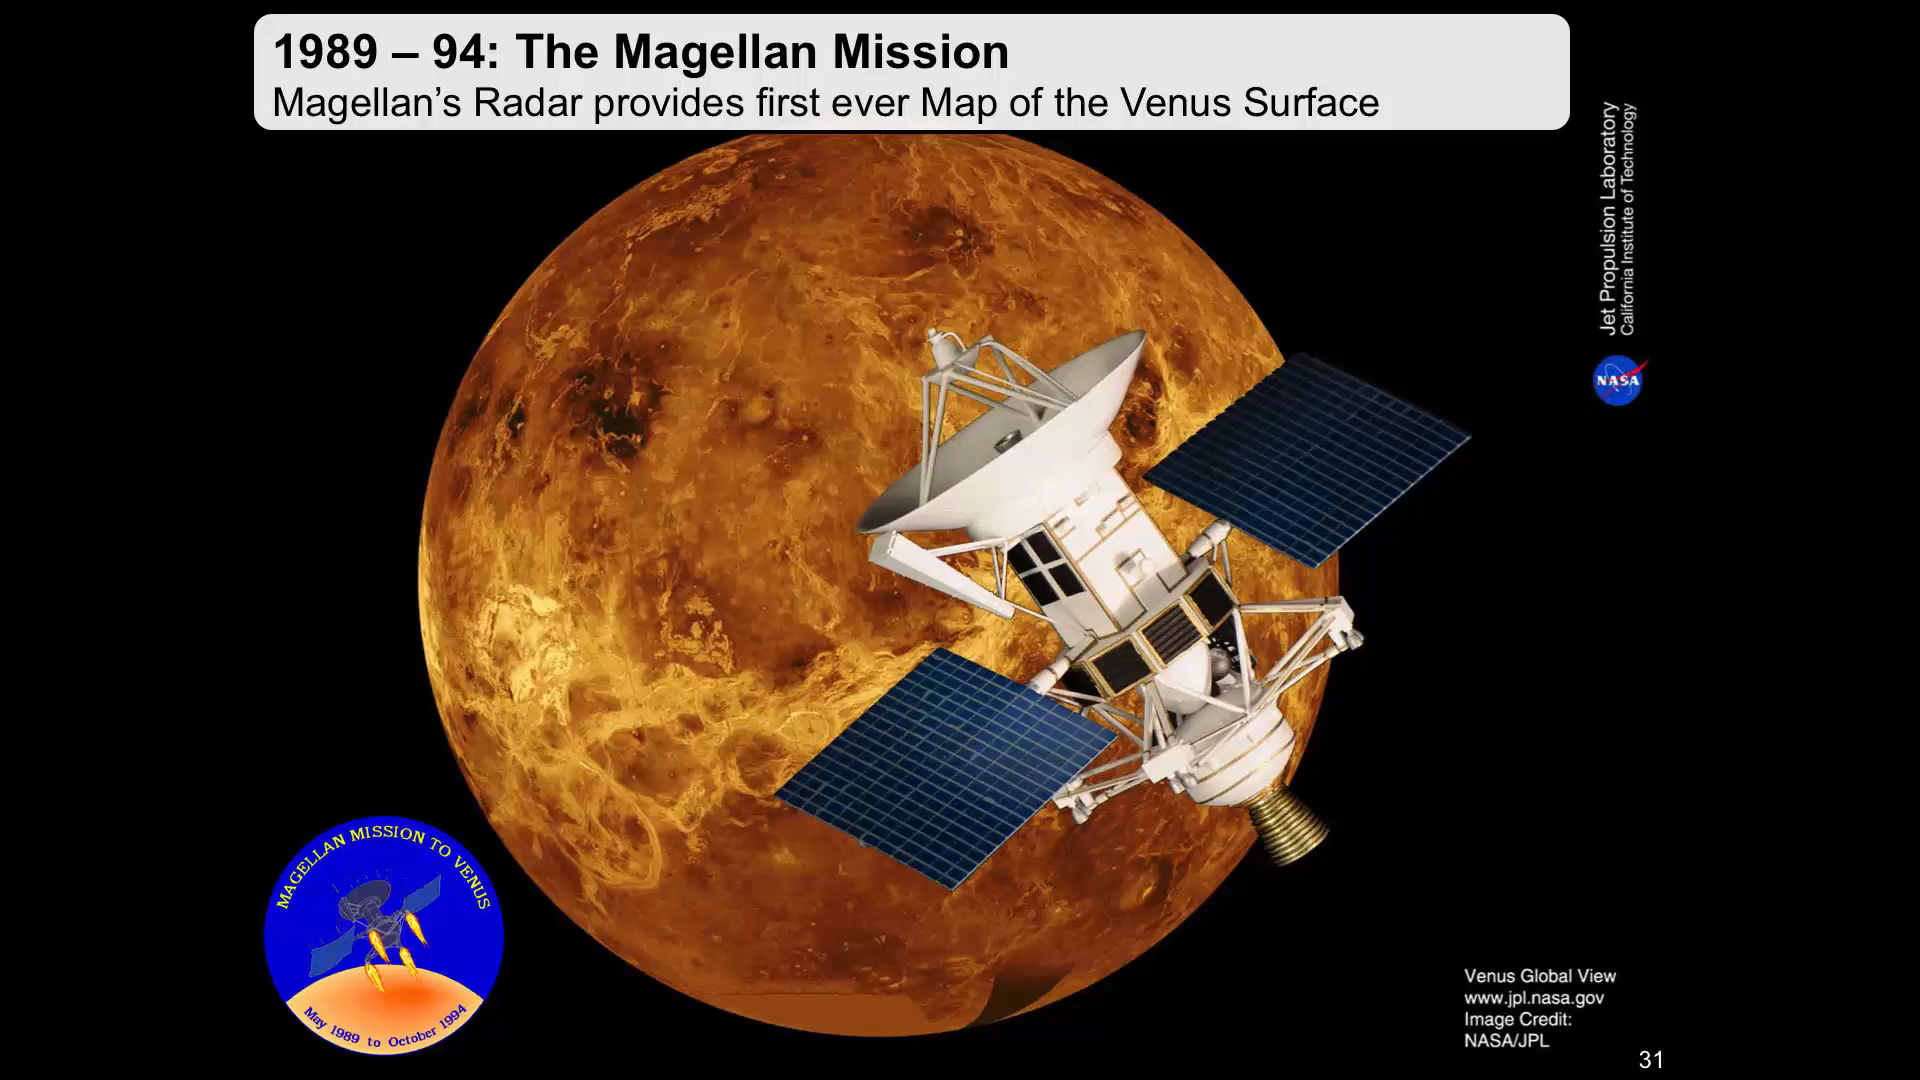 1989 – 94: The Magellan Mission
Magellan’s Radar provides first ever Map of the Venus Surface
Jet Propulsion Laboratory
California Institute of Technology
NASA
MAGELLAN MISSION TO VENUS
May 1989 to October 1994
Venus Global View
www.jpl.nasa.gov
Image Credit:
NASA/JPL
31